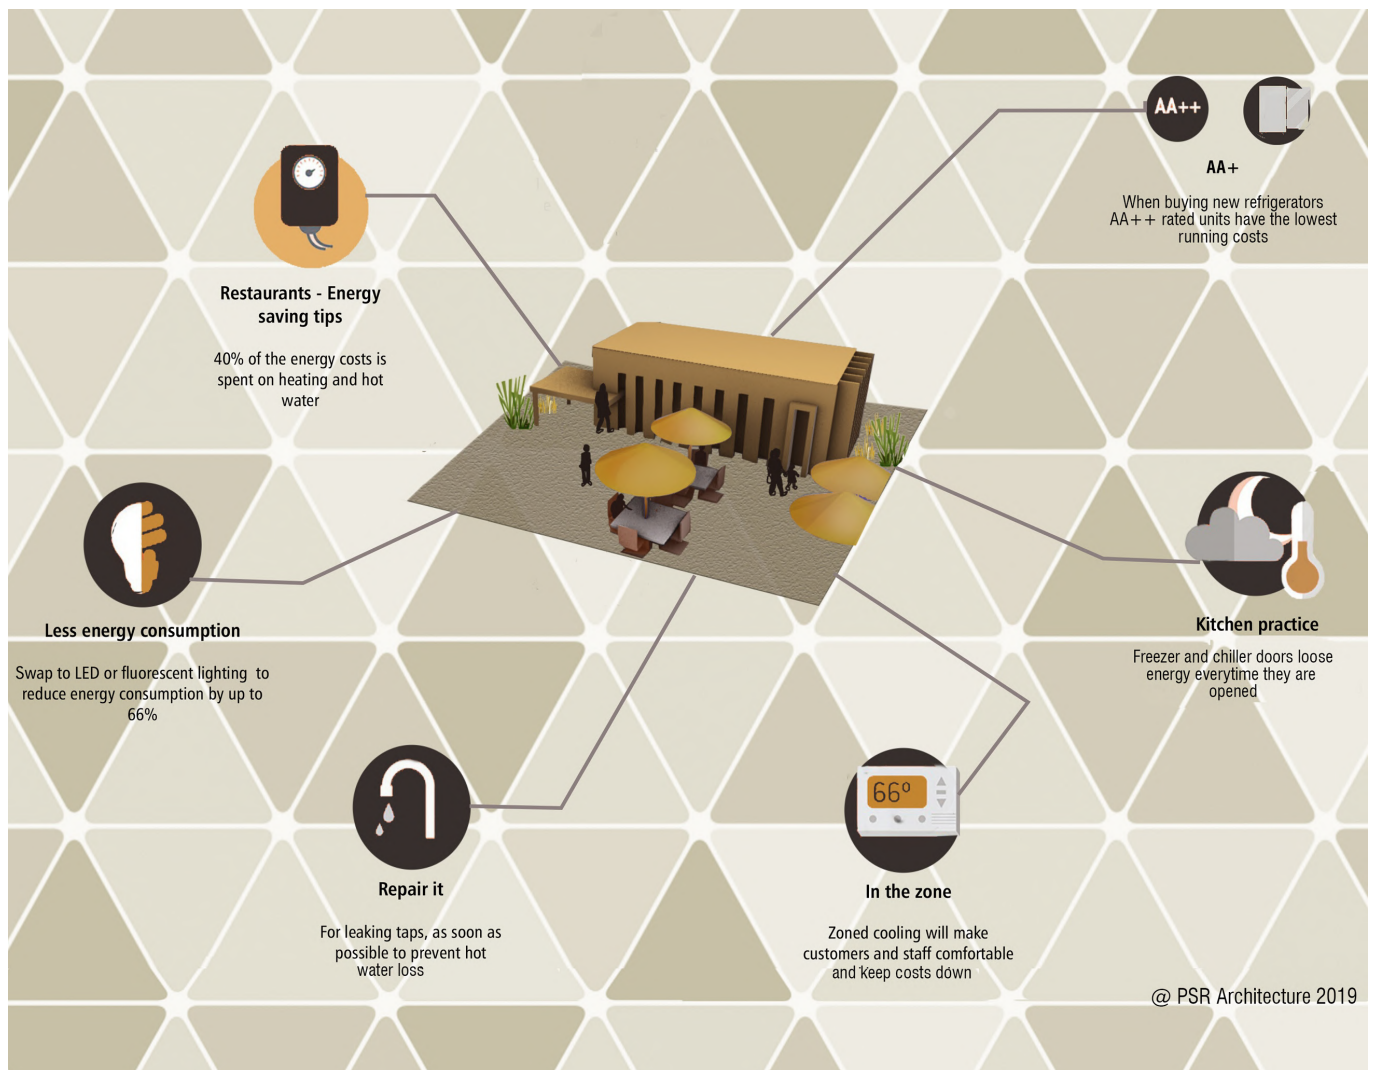 AA++
AA+
When buying new refrigerators
AA++ rated units have the lowest
running costs
Restaurants - Energy
saving tips
40% of the energy costs is
spent on heating and hot
water
Less energy consumption
Swap to LED or fluorescent lighting to
reduce energy consumption by up to
66%
Kitchen practice
Freezer and chiller doors loose
energy everytime they are
opened
Repair it
For leaking taps, as soon as
possible to prevent hot
water loss
66º
In the zone
Zoned cooling will make
customers and staff comfortable
and keep costs down
@ PSR Architecture 2019